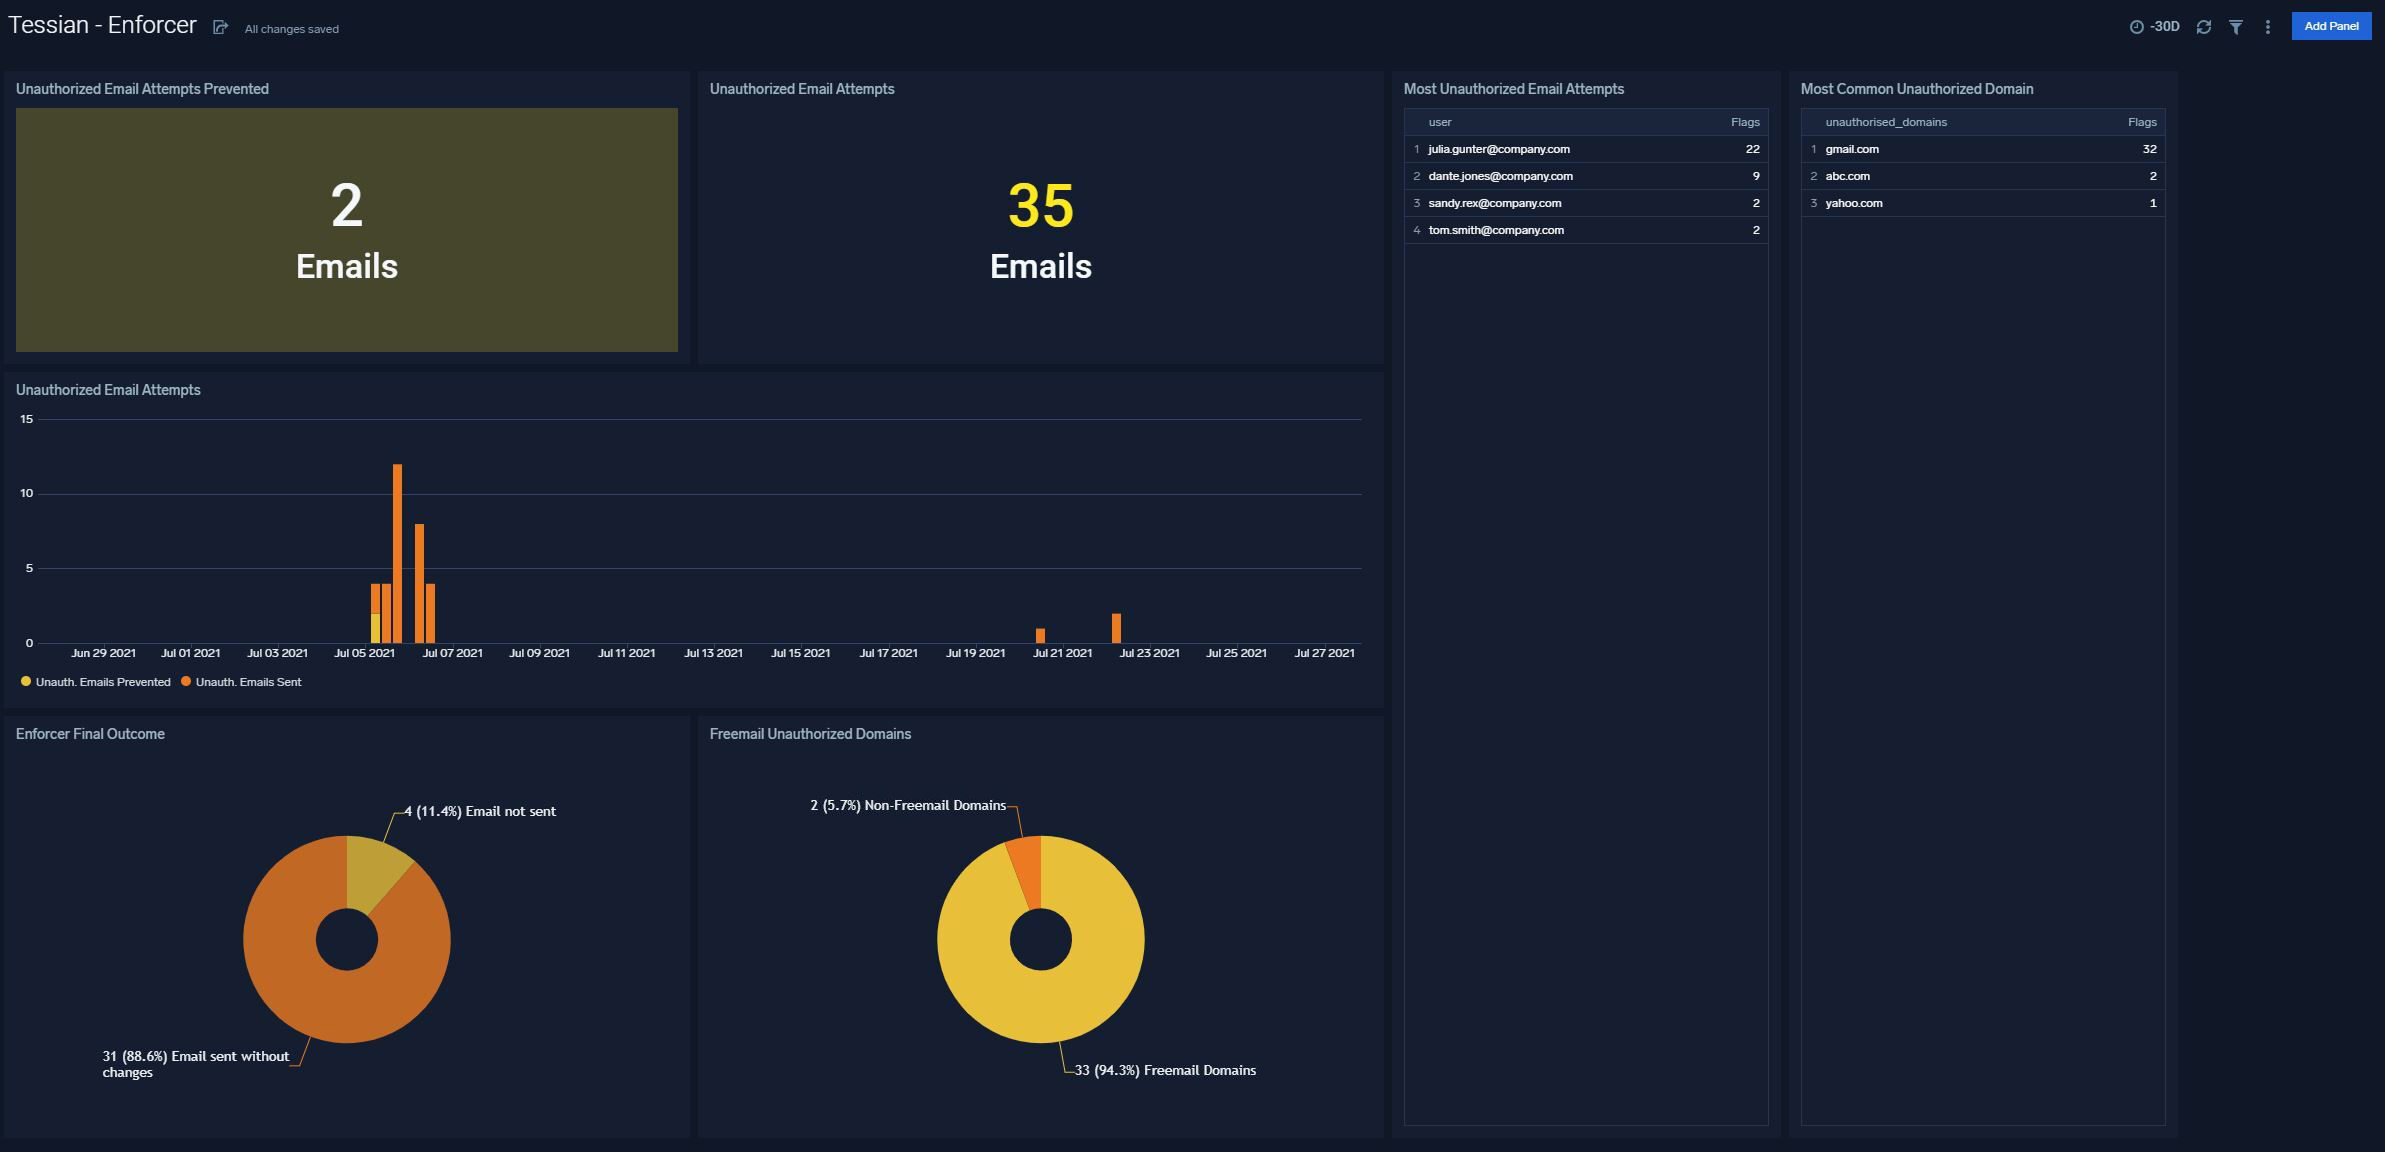 Tessian - Enforcer
All changes saved
-30D
Add Panel
Unauthorized Email Attempts Prevented
2
Emails
Unauthorized Email Attempts
35
Emails
Most Unauthorized Email Attempts
user Flags
1 julia.gunter@company.com 22
2 dante.jones@company.com 9
3 sandy.rex@company.com 2
4 tom.smith@company.com 2
Most Common Unauthorized Domain
unauthorised_domains Flags
1 gmail.com 32
2 abc.com 2
3 yahoo.com 1
Unauthorized Email Attempts
15
10
5
0
Jun 29 2021 Jul 01 2021 Jul 03 2021 Jul 05 2021 Jul 07 2021 Jul 09 2021 Jul 11 2021 Jul 13 2021 Jul 15 2021 Jul 17 2021 Jul 19 2021 Jul 21 2021 Jul 23 2021 Jul 25 2021 Jul 27 2021
Unauth. Emails Prevented Unauth. Emails Sent
Enforcer Final Outcome
4 (11.4%) Email not sent
31 (88.6%) Email sent without
changes
Freemail Unauthorized Domains
2 (5.7%) Non-Freemail Domains
33 (94.3%) Freemail Domains